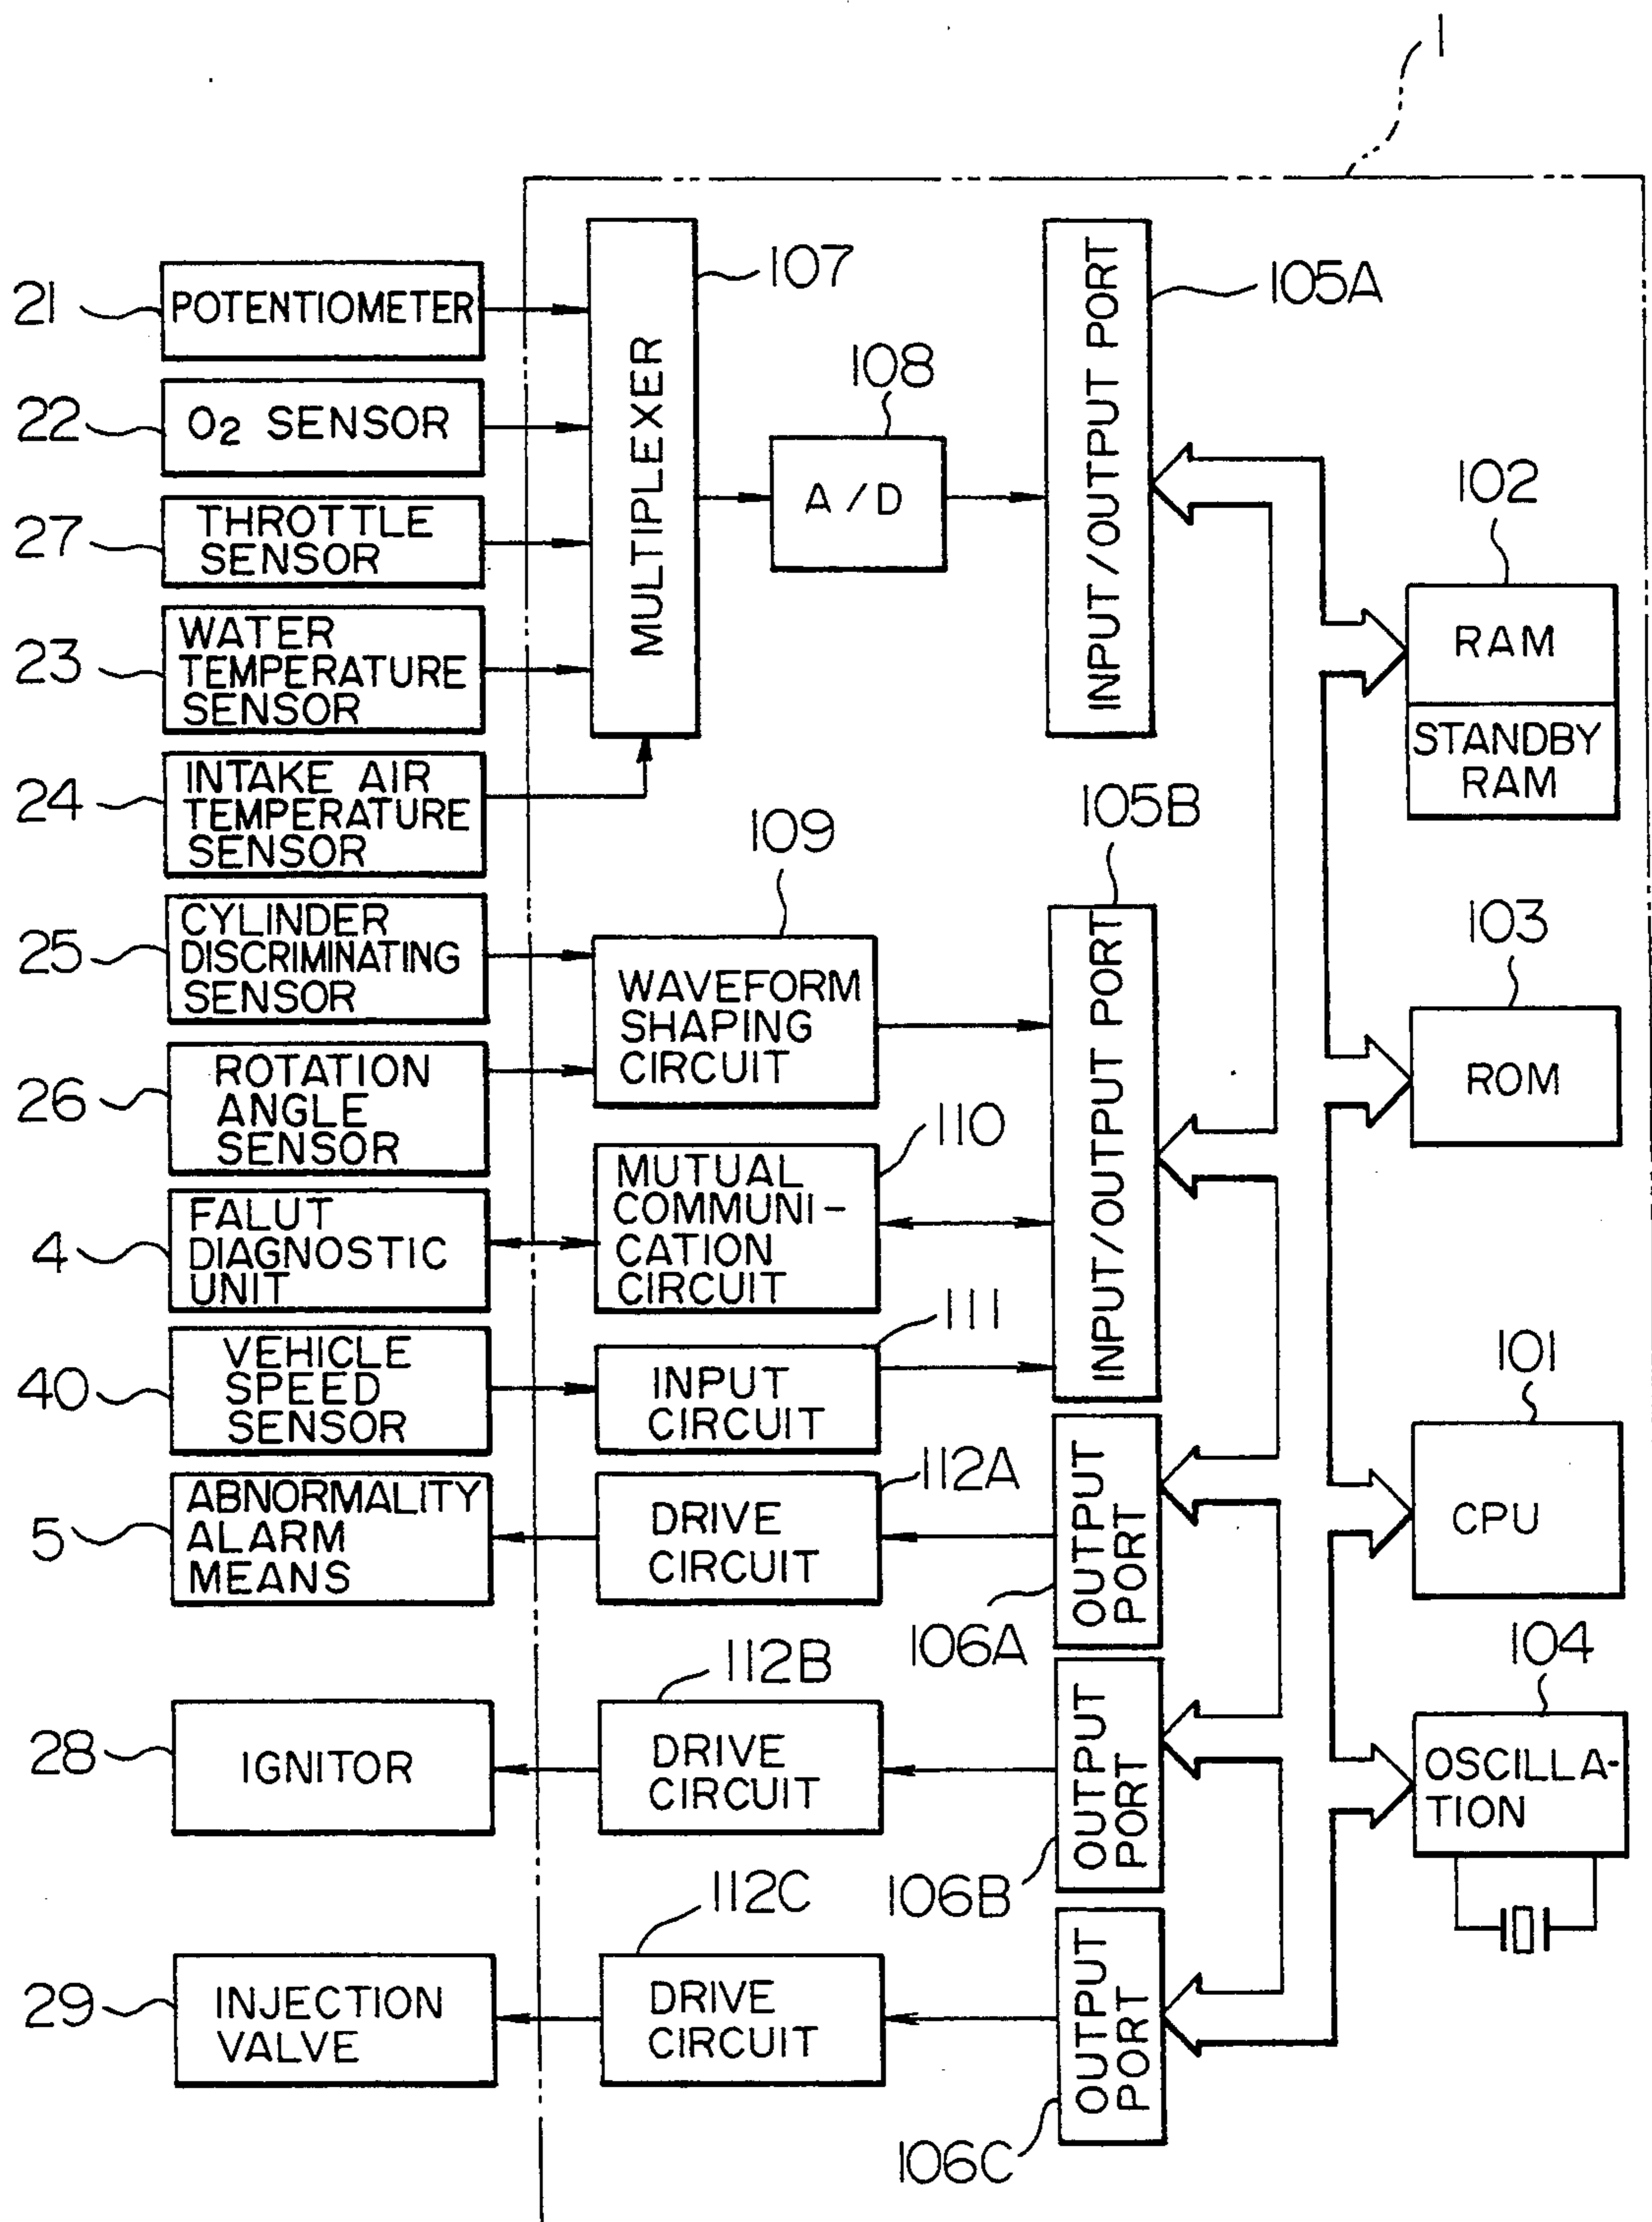 1
21
POTENTIOMETER
22
O2 SENSOR
27
THROTTLE
SENSOR
23
WATER
TEMPERATURE
SENSOR
24
INTAKE AIR
TEMPERATURE
SENSOR
25
CYLINDER
DISCRIMINATING
SENSOR
26
ROTATION
ANGLE
SENSOR
4
FALUT
DIAGNOSTIC
UNIT
40
VEHICLE
SPEED
SENSOR
5
ABNORMALITY
ALARM
MEANS
28
IGNITOR
29
INJECTION
VALVE
107
MULTIPLEXER
108
A/D
109
WAVEFORM
SHAPING
CIRCUIT
110
MUTUAL
COMMUNI-
CATION
CIRCUIT
111
INPUT
CIRCUIT
112A
DRIVE
CIRCUIT
112B
DRIVE
CIRCUIT
112C
DRIVE
CIRCUIT
105A
INPUT/OUTPUT PORT
105B
INPUT/OUTPUT PORT
106A
OUTPUT
PORT
106B
OUTPUT
PORT
106C
OUTPUT
PORT
102
RAM
STANDBY
RAM
103
ROM
101
CPU
104
OSCILLA-
TION